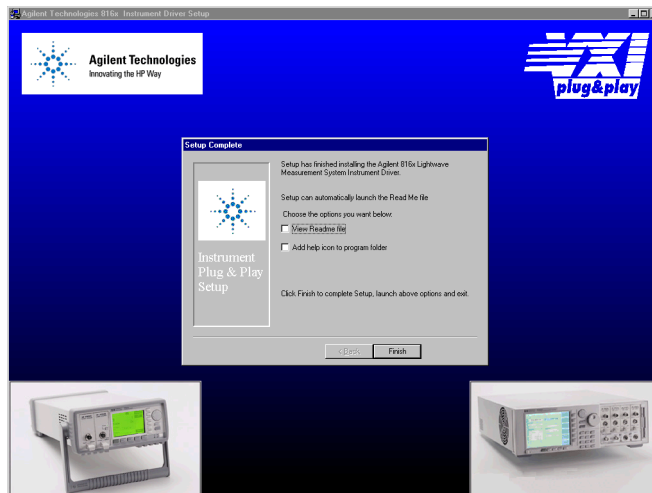 Agilent Technologies 816x Instrument Driver Setup
Agilent Technologies
Innovating the HP Way
VXI
plug&play
Setup Complete
Setup has finished installing the Agilent 816x Lightwave
Measurement System Instrument Driver.
Setup can automatically launch the Read Me file
Choose the options you want below:
View Readme file
Add help icon to program folder
Instrument
Plug & Play
Setup
Click Finish to complete Setup, launch above options and exit.
< Back
Finish